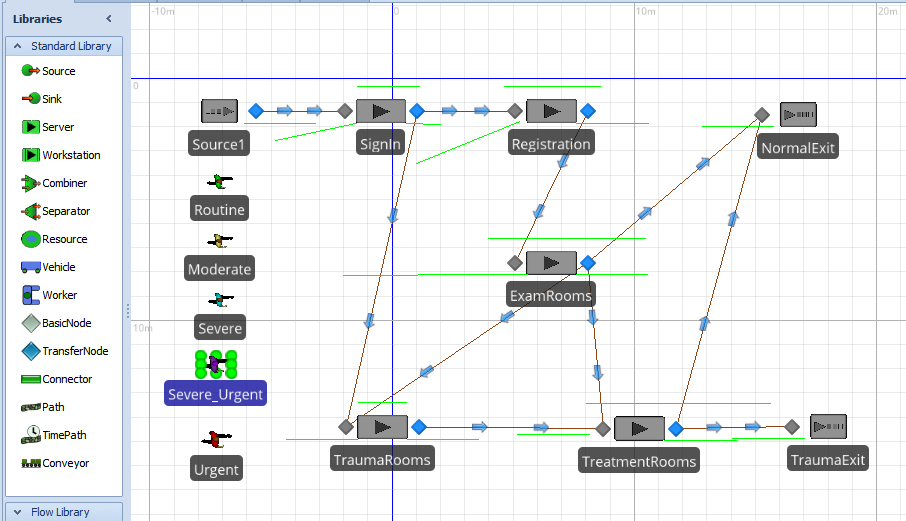 Libraries
Standard Library
Source
Sink
Server
Workstation
Combiner
Separator
Resource
Vehicle
Worker
BasicNode
TransferNode
Connector
Path
TimePath
Conveyor
Flow Library
-10m
0
10m
20m
0
10m
Source1
SignIn
Registration
NormalExit
Routine
Moderate
Severe
Severe_Urgent
Urgent
ExamRooms
TraumaRooms
TreatmentRooms
TraumaExit